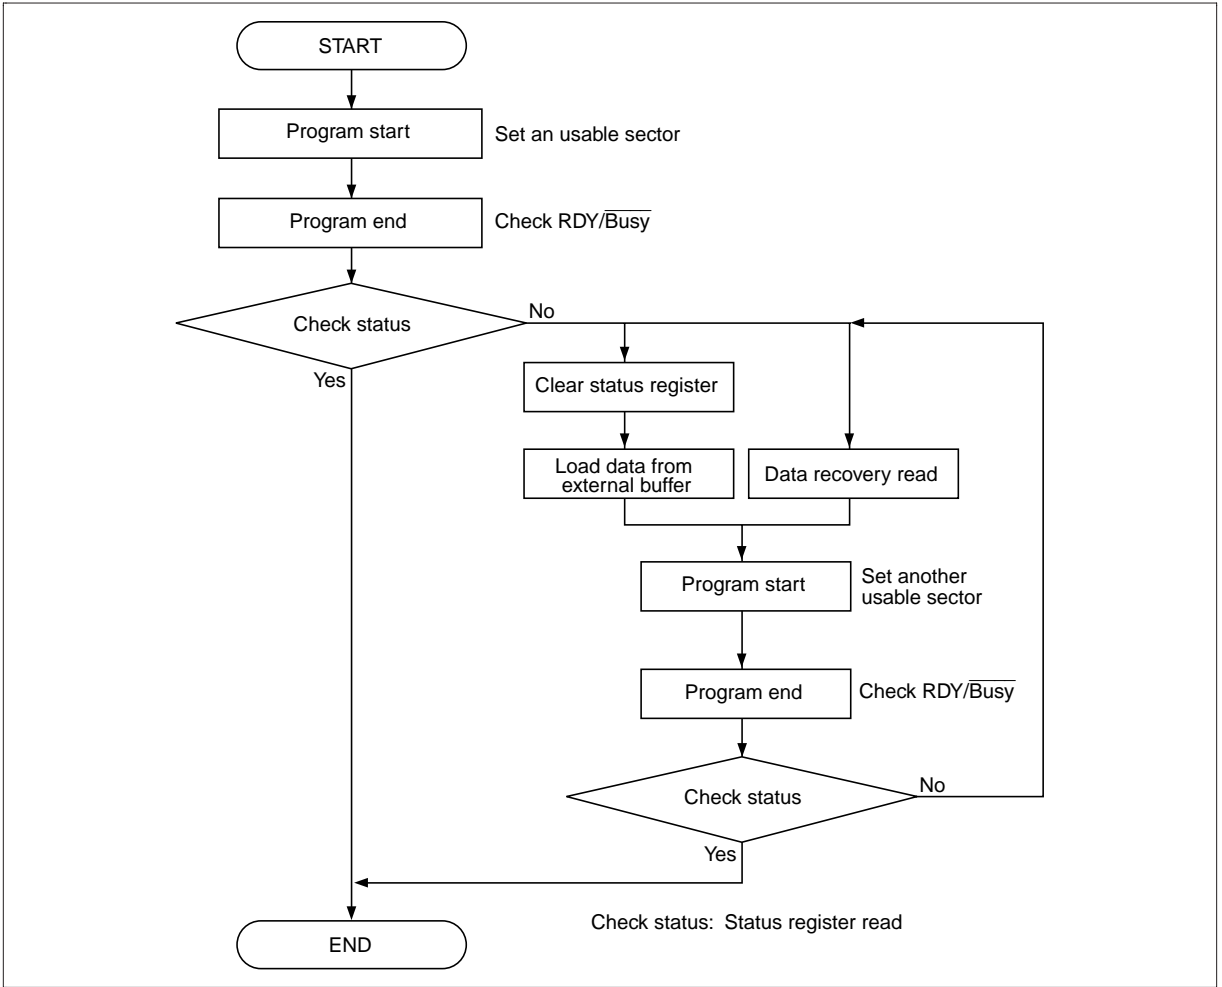 START
Program start
Set an usable sector
Program end
Check RDY/Busy
Check status
No
Yes
Clear status register
Load data from
external buffer
Data recovery read
Program start
Set another
usable sector
Program end
Check RDY/Busy
Check status
No
Yes
Check status: Status register read
END